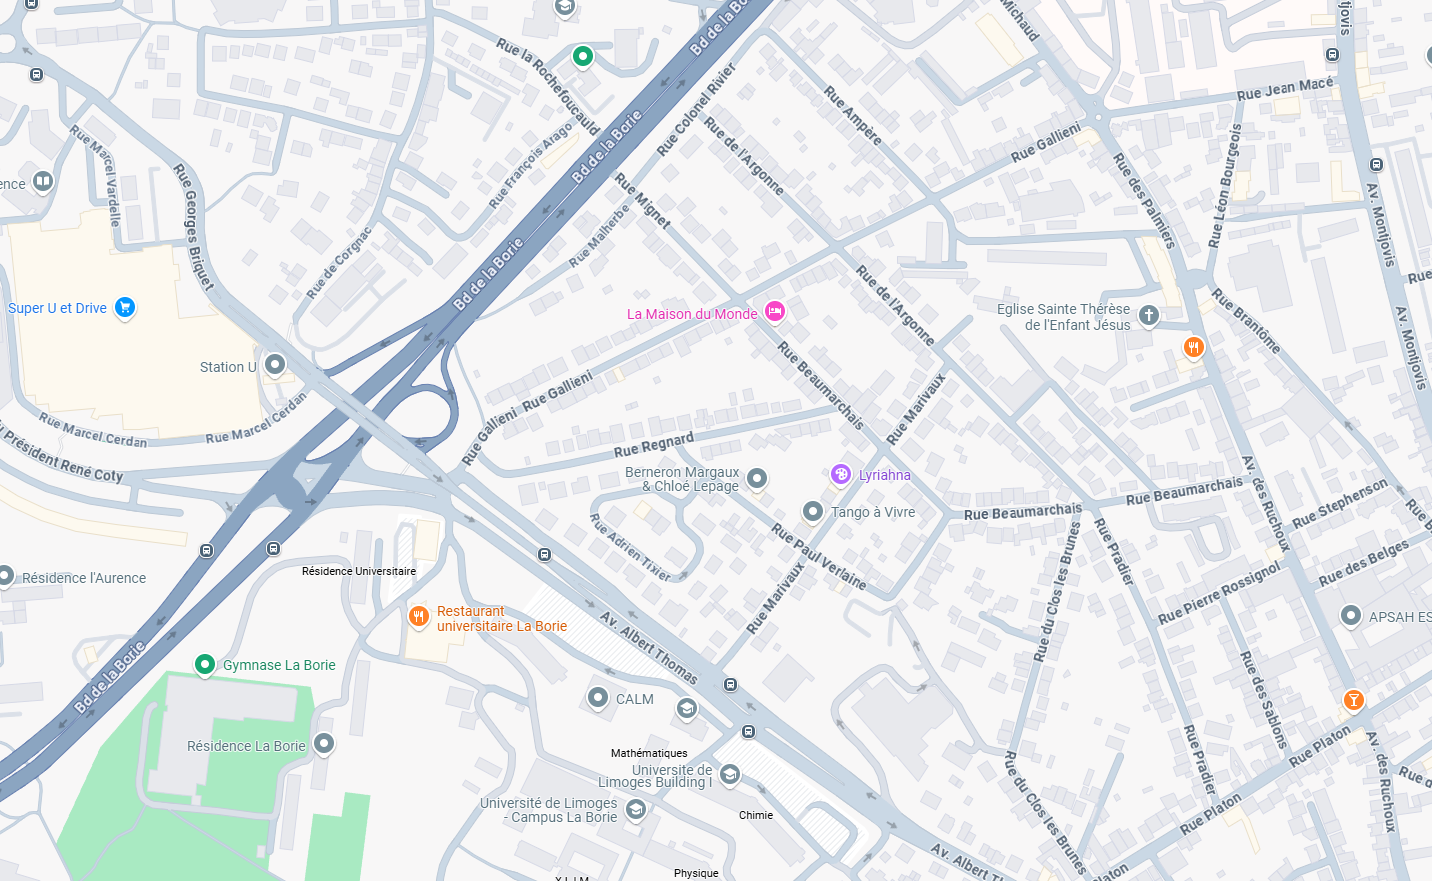 Bd de la Bo
Michaud
Montjovis
Rue la Rochefoucauld
Rue Colonel Rivier
Rue Ampère
Rue Jean Macé
Rue Marcel Vardelle
Rue François Arago
Bd de la Borie
Rue de l'Argonne
Rue Gallieni
Rue Léon Bourgeois
ence
Rue Georges Briquet
Rue Mignet
Rue des Palmiers
Av. Montjovis
Rue de Corgnac
Rue Malherbe
Bd de la Borie
Rue de l'Argonne
Rue
Super U et Drive
La Maison du Monde
Eglise Sainte Thérèse
de l'Enfant Jésus
Rue Brantôme
Av. Montjovis
Station U
Rue Gallieni
Rue Beaumarchais
Rue Marivaux
Rue Marcel Cerdan
Rue Marcel Cerdan
u Président René Coty
Rue Gallieni
Rue Regnard
Berneron Margaux
& Chloé Lepage
Lyriahna
Tango à Vivre
Rue Beaumarchais
Rue Beaumarchais
Av. des Ruchoux
Rue Stephenson
Rue B
Résidence l'Aurence
Résidence Universitaire
Rue Adrien Tixier
Rue Paul Verlaine
Rue Marivaux
Rue du Clos les Brunes
Rue Pradier
Rue Pierre Rossignol
Rue des Belges
Restaurant
universitaire La Borie
Av. Albert Thomas
APSAH ES
Bd de la Borie
Gymnase La Borie
CALM
Rue des Sablons
Résidence La Borie
Mathématiques
Universite de
Limoges Building I
Université de Limoges
- Campus La Borie
Chimie
Rue du Clos les Brunes
Rue Pradier
Rue Platon
Rue Platon
Av. des Ruchoux
Rue d
Physique
Av. Albert Th
Platon